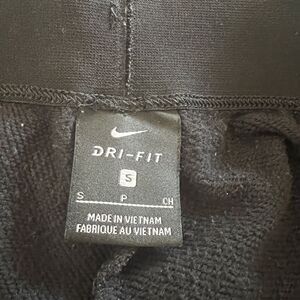 DRI-FIT
S
S P CH
MADE IN VIETNAM
FABRIQUE AU VIETNAM